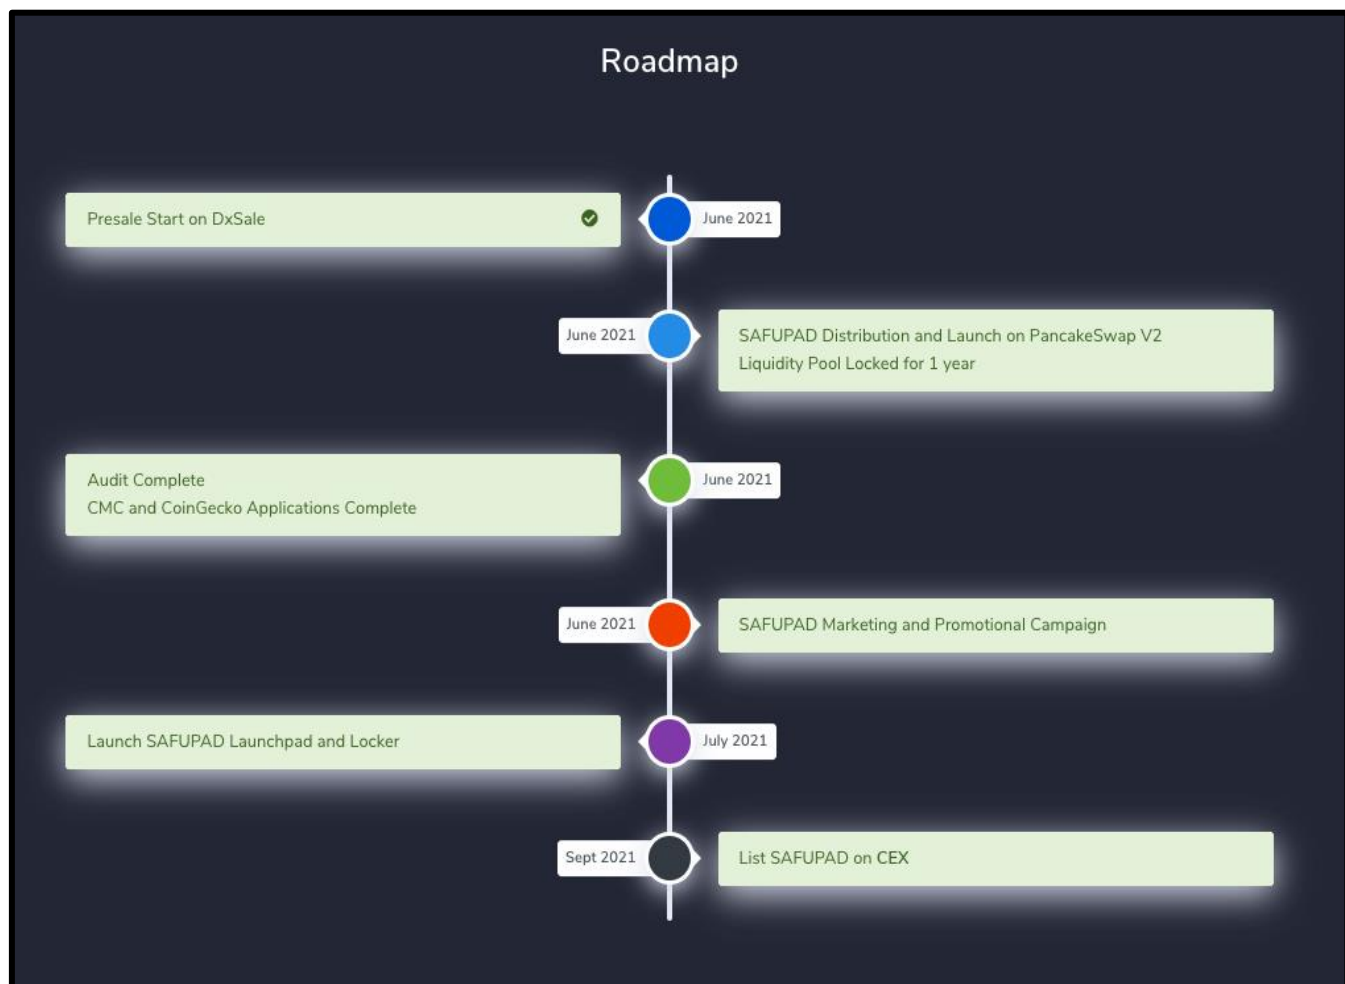 Roadmap
Presale Start on DxSale
June 2021
June 2021
SAFUPAD Distribution and Launch on PancakeSwap V2
Liquidity Pool Locked for 1 year
Audit Complete
CMC and CoinGecko Applications Complete
June 2021
June 2021
SAFUPAD Marketing and Promotional Campaign
Launch SAFUPAD Launchpad and Locker
July 2021
Sept 2021
List SAFUPAD on CEX